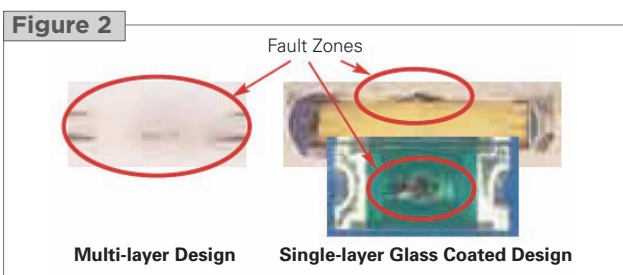 Figure 2
Fault Zones
Multi-layer Design
Single-layer Glass Coated Design